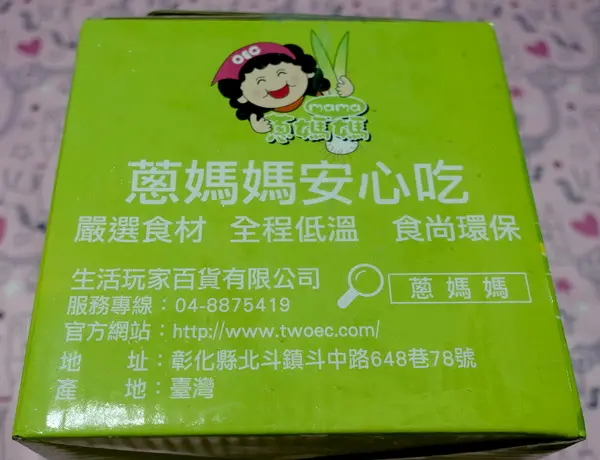 mama
蔥媽媽
蔥媽媽安心吃
嚴選食材 全程低溫 食尚環保
生活玩家百貨有限公司
蔥媽媽
服務專線：04-8875419
官方網站：http://www.twoec.com/
地 址：彰化縣北斗鎮斗中路648巷78號
產 地：臺灣